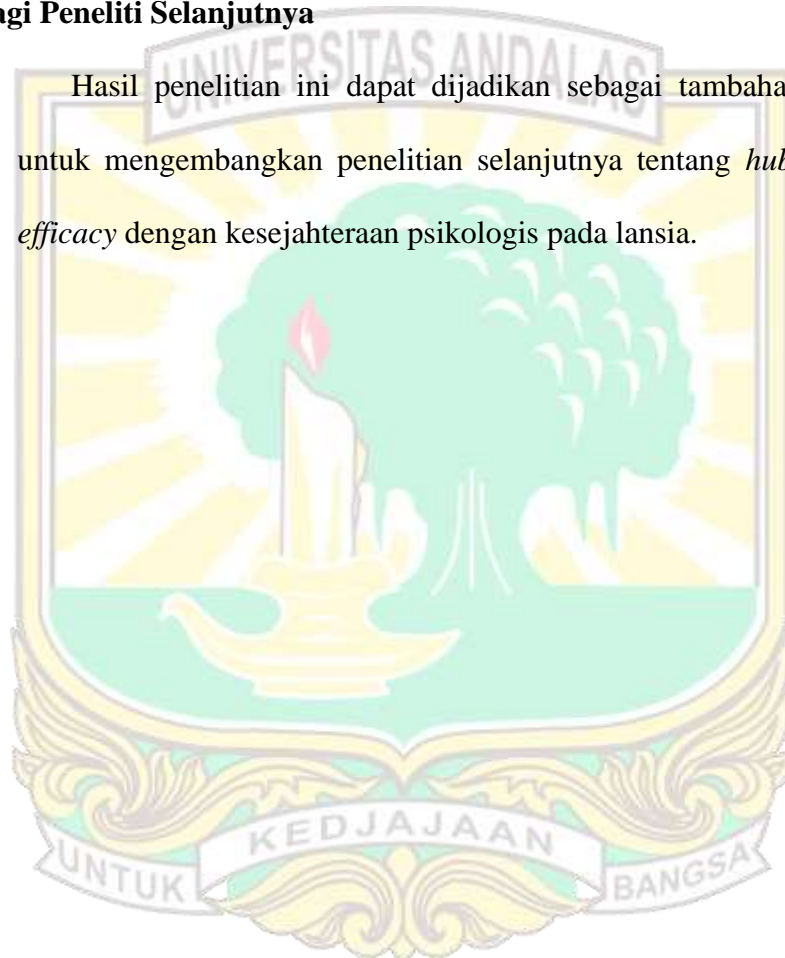 agi Peneliti Selanjutnya
UNIVERSITAS ANDALAS
Hasil penelitian ini dapat dijadikan sebagai tambaha
untuk mengembangkan penelitian selanjutnya tentang hub
efficacy dengan kesejahteraan psikologis pada lansia.
UNTUK KEDJAJAAN BANGSA